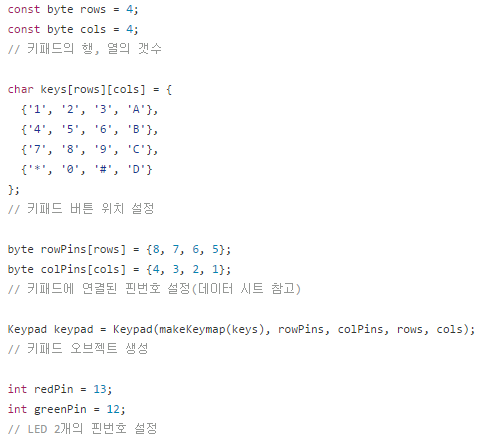 const byte rows = 4;
const byte cols = 4;
// 키패드의 행, 열의 갯수
char keys[rows][cols] = {
{'1', '2', '3', 'A'},
{'4', '5', '6', 'B'},
{'7', '8', '9', 'C'},
{'*', '0', '#', 'D'}
};
// 키패드 버튼 위치 설정
byte rowPins[rows] = {8, 7, 6, 5};
byte colPins[cols] = {4, 3, 2, 1};
// 키패드에 연결된 핀번호 설정(데이터 시트 참고)
Keypad keypad = Keypad(makeKeymap(keys), rowPins, colPins, rows, cols);
// 키패드 오브젝트 생성
int redPin = 13;
int greenPin = 12;
// LED 2개의 핀번호 설정